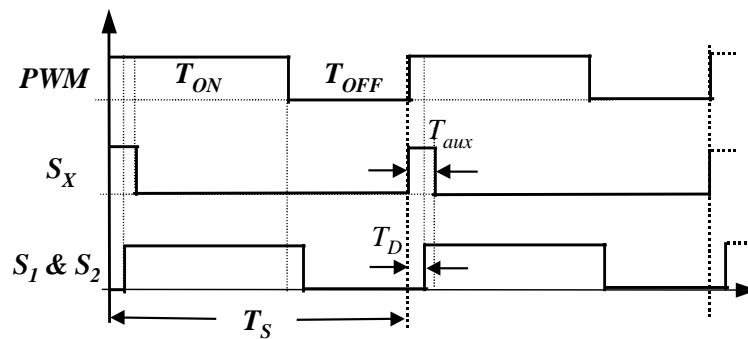 PWM
T_ON
T_OFF
T_aux
S_X
T_D
S_1 & S_2
T_S